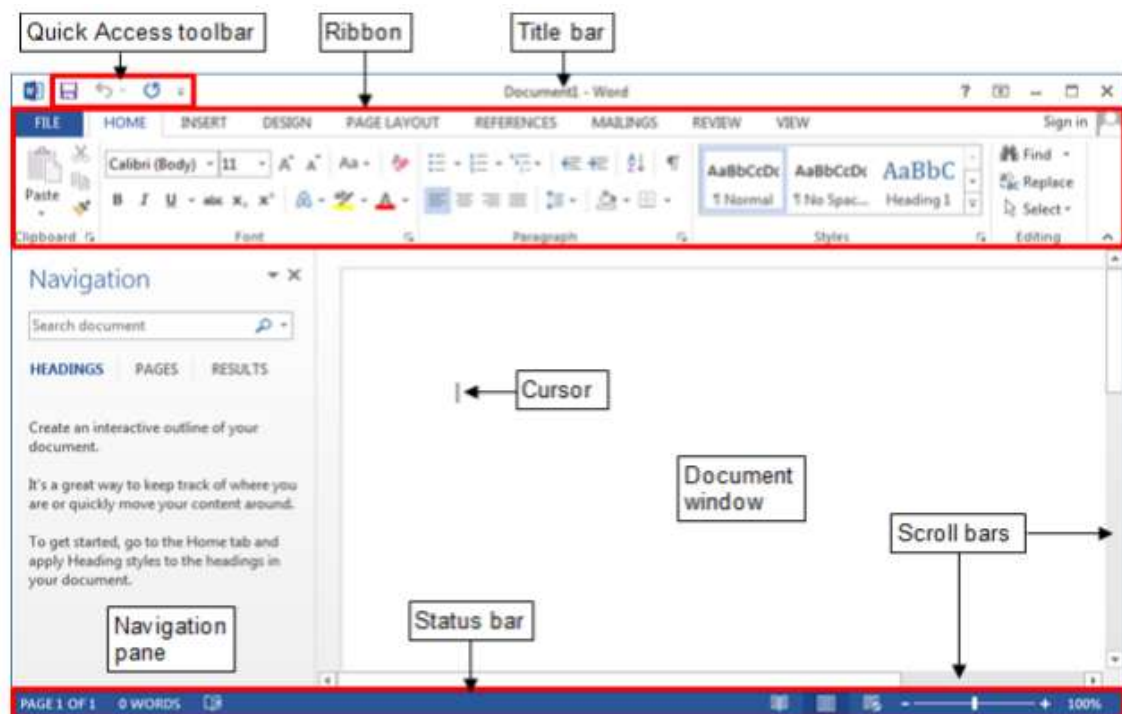 Quick Access toolbar
Ribbon
Title bar
Document1 - Word
?
FILE HOME INSERT DESIGN PAGE LAYOUT REFERENCES MAILINGS REVIEW VIEW Sign in
Calibri (Body) 11 A A Aa
Paste
B I U abc x, x² A aby A
AaBbCcDc AaBbCcDc AaBbC
¶ Normal ¶ No Spac... Heading 1
Find
Replace
Select
Clipboard Font Paragraph Styles Editing
Navigation
Search document
HEADINGS PAGES RESULTS
Create an interactive outline of your
document.
It's a great way to keep track of where you
are or quickly move your content around.
To get started, go to the Home tab and
apply Heading styles to the headings in
your document.
Navigation
pane
Cursor
Document
window
Scroll bars
Status bar
PAGE 1 OF 1 0 WORDS 100%